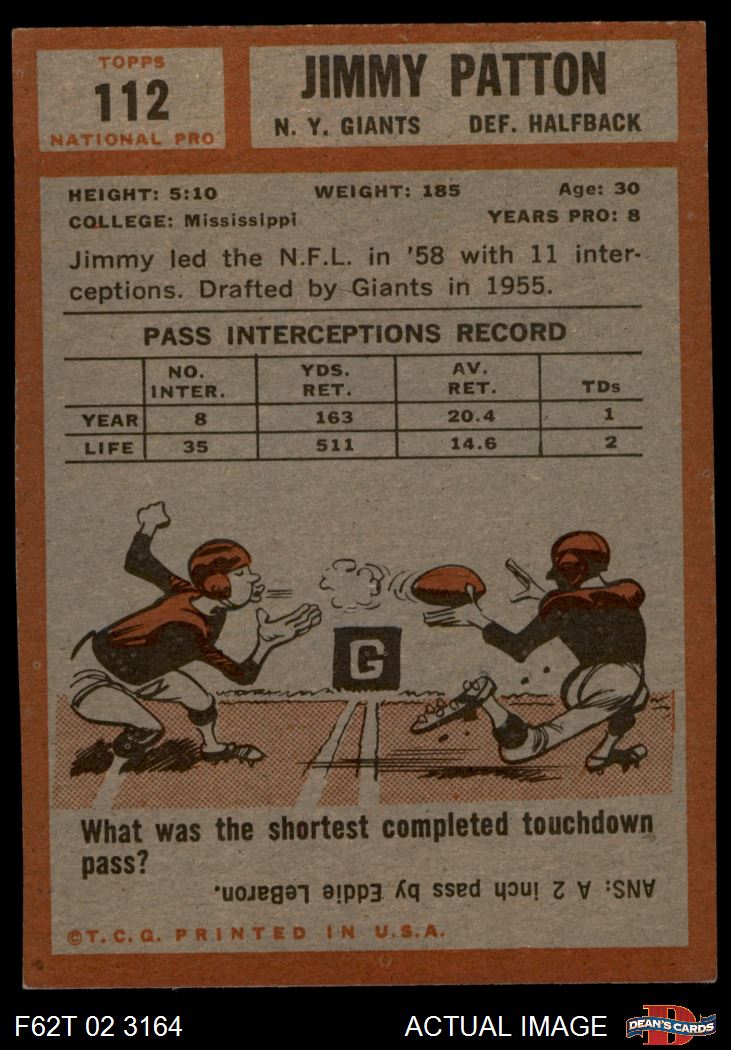 TOPPS
112
NATIONAL PRO
JIMMY PATTON
N. Y. GIANTS DEF. HALFBACK
HEIGHT: 5:10 WEIGHT: 185 Age: 30
COLLEGE: Mississippi YEARS PRO: 8
Jimmy led the N.F.L. in '58 with 11 inter-
ceptions. Drafted by Giants in 1955.
PASS INTERCEPTIONS RECORD
NO. INTER. YDS. RET. AV. RET. TDs
YEAR 8 163 20.4 1
LIFE 35 511 14.6 2
G
What was the shortest completed touchdown
pass?
ANS: A 2 inch pass by Eddie LeBaron.
©T.C.G. PRINTED IN U.S.A.
F62T 02 3164 ACTUAL IMAGE
D
DEAN'S CARDS